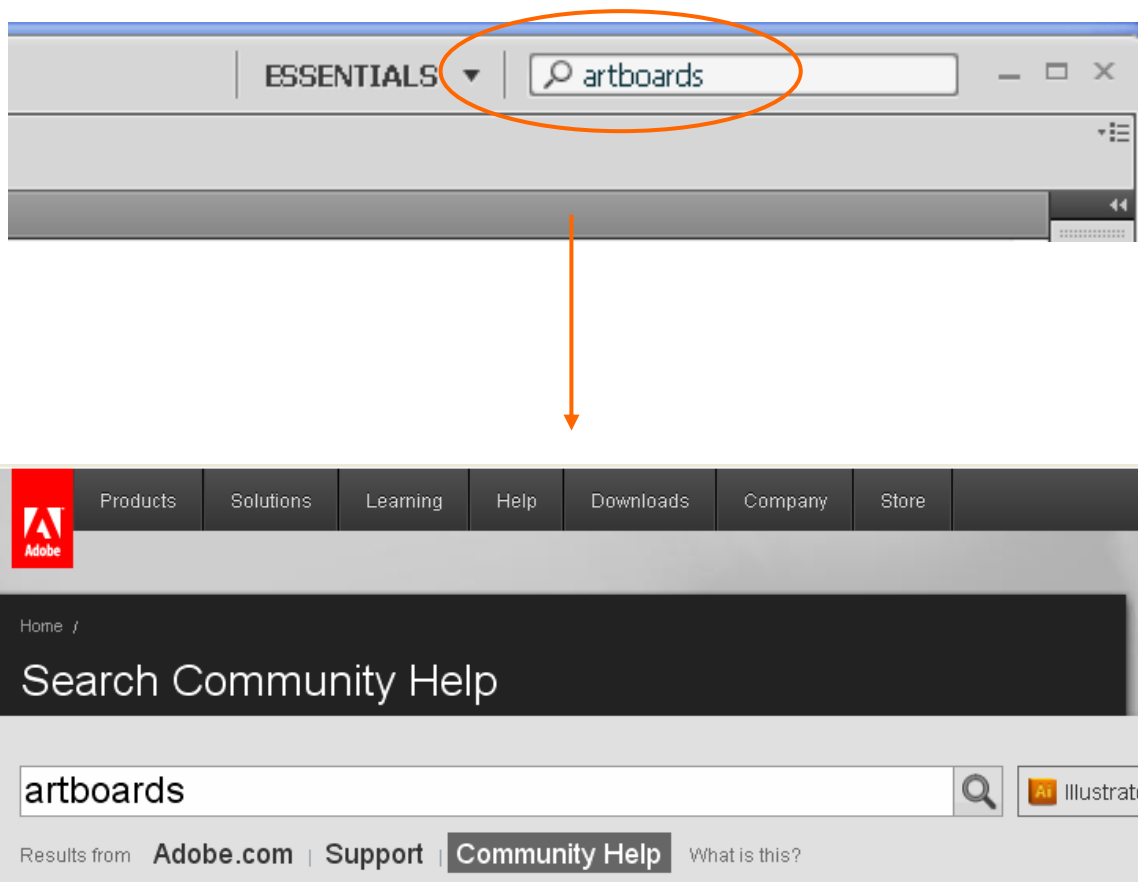 ESSENTIALS artboards
Products Solutions Learning Help Downloads Company Store
Adobe
Home /
Search Community Help
artboards
Ai Illustrat
Results from Adobe.com | Support | Community Help What is this?